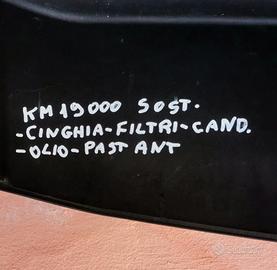 KM 19000 SOST.
-CINGHIA-FILTRI-CAND.
-OLIO-PAST ANT